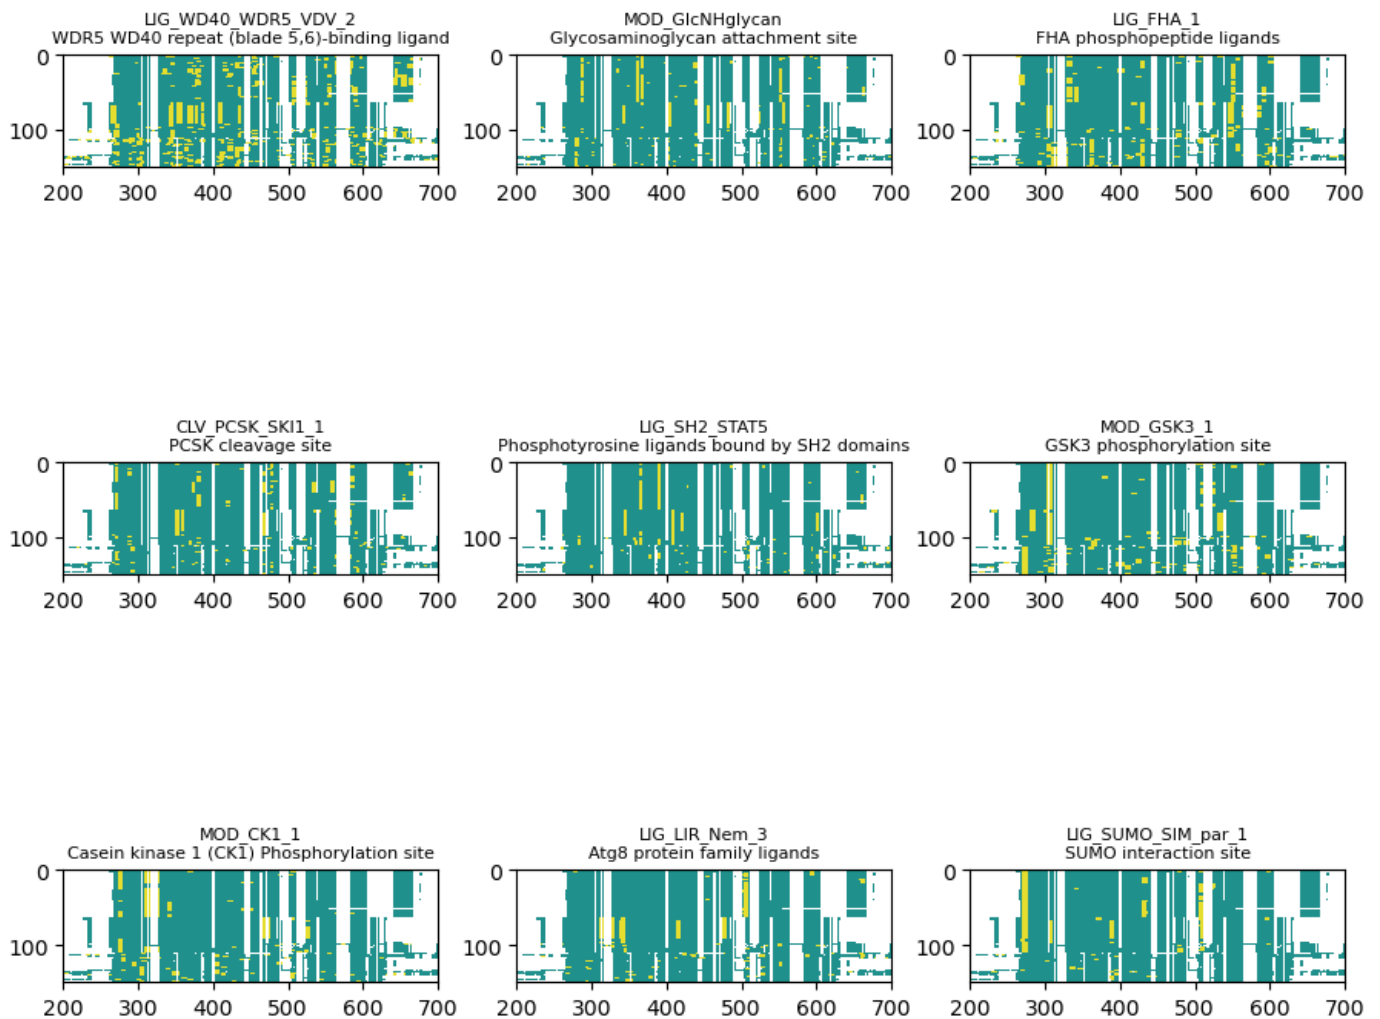 LIG_WD40_WDR5_VDV_2
WDR5 WD40 repeat (blade 5,6)-binding ligand
MOD_GlcNHglycan
Glycosaminoglycan attachment site
LIG_FHA_1
FHA phosphopeptide ligands
0
100
200 300 400 500 600 700
0
100
200 300 400 500 600 700
0
100
200 300 400 500 600 700
CLV_PCSK_SKI1_1
PCSK cleavage site
LIG_SH2_STAT5
Phosphotyrosine ligands bound by SH2 domains
MOD_GSK3_1
GSK3 phosphorylation site
0
100
200 300 400 500 600 700
0
100
200 300 400 500 600 700
0
100
200 300 400 500 600 700
MOD_CK1_1
Casein kinase 1 (CK1) Phosphorylation site
LIG_LIR_Nem_3
Atg8 protein family ligands
LIG_SUMO_SIM_par_1
SUMO interaction site
0
100
200 300 400 500 600 700
0
100
200 300 400 500 600 700
0
100
200 300 400 500 600 700